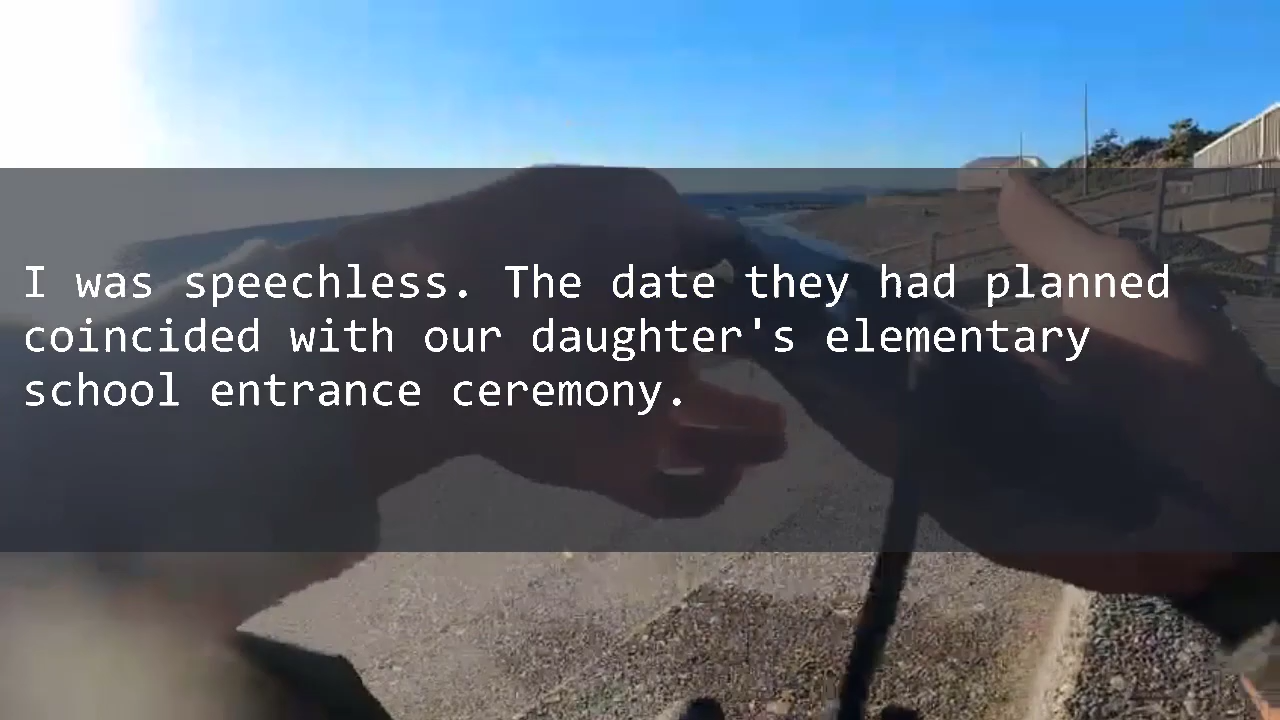 I was speechless. The date they had planned
coincided with our daughter's elementary
school entrance ceremony.